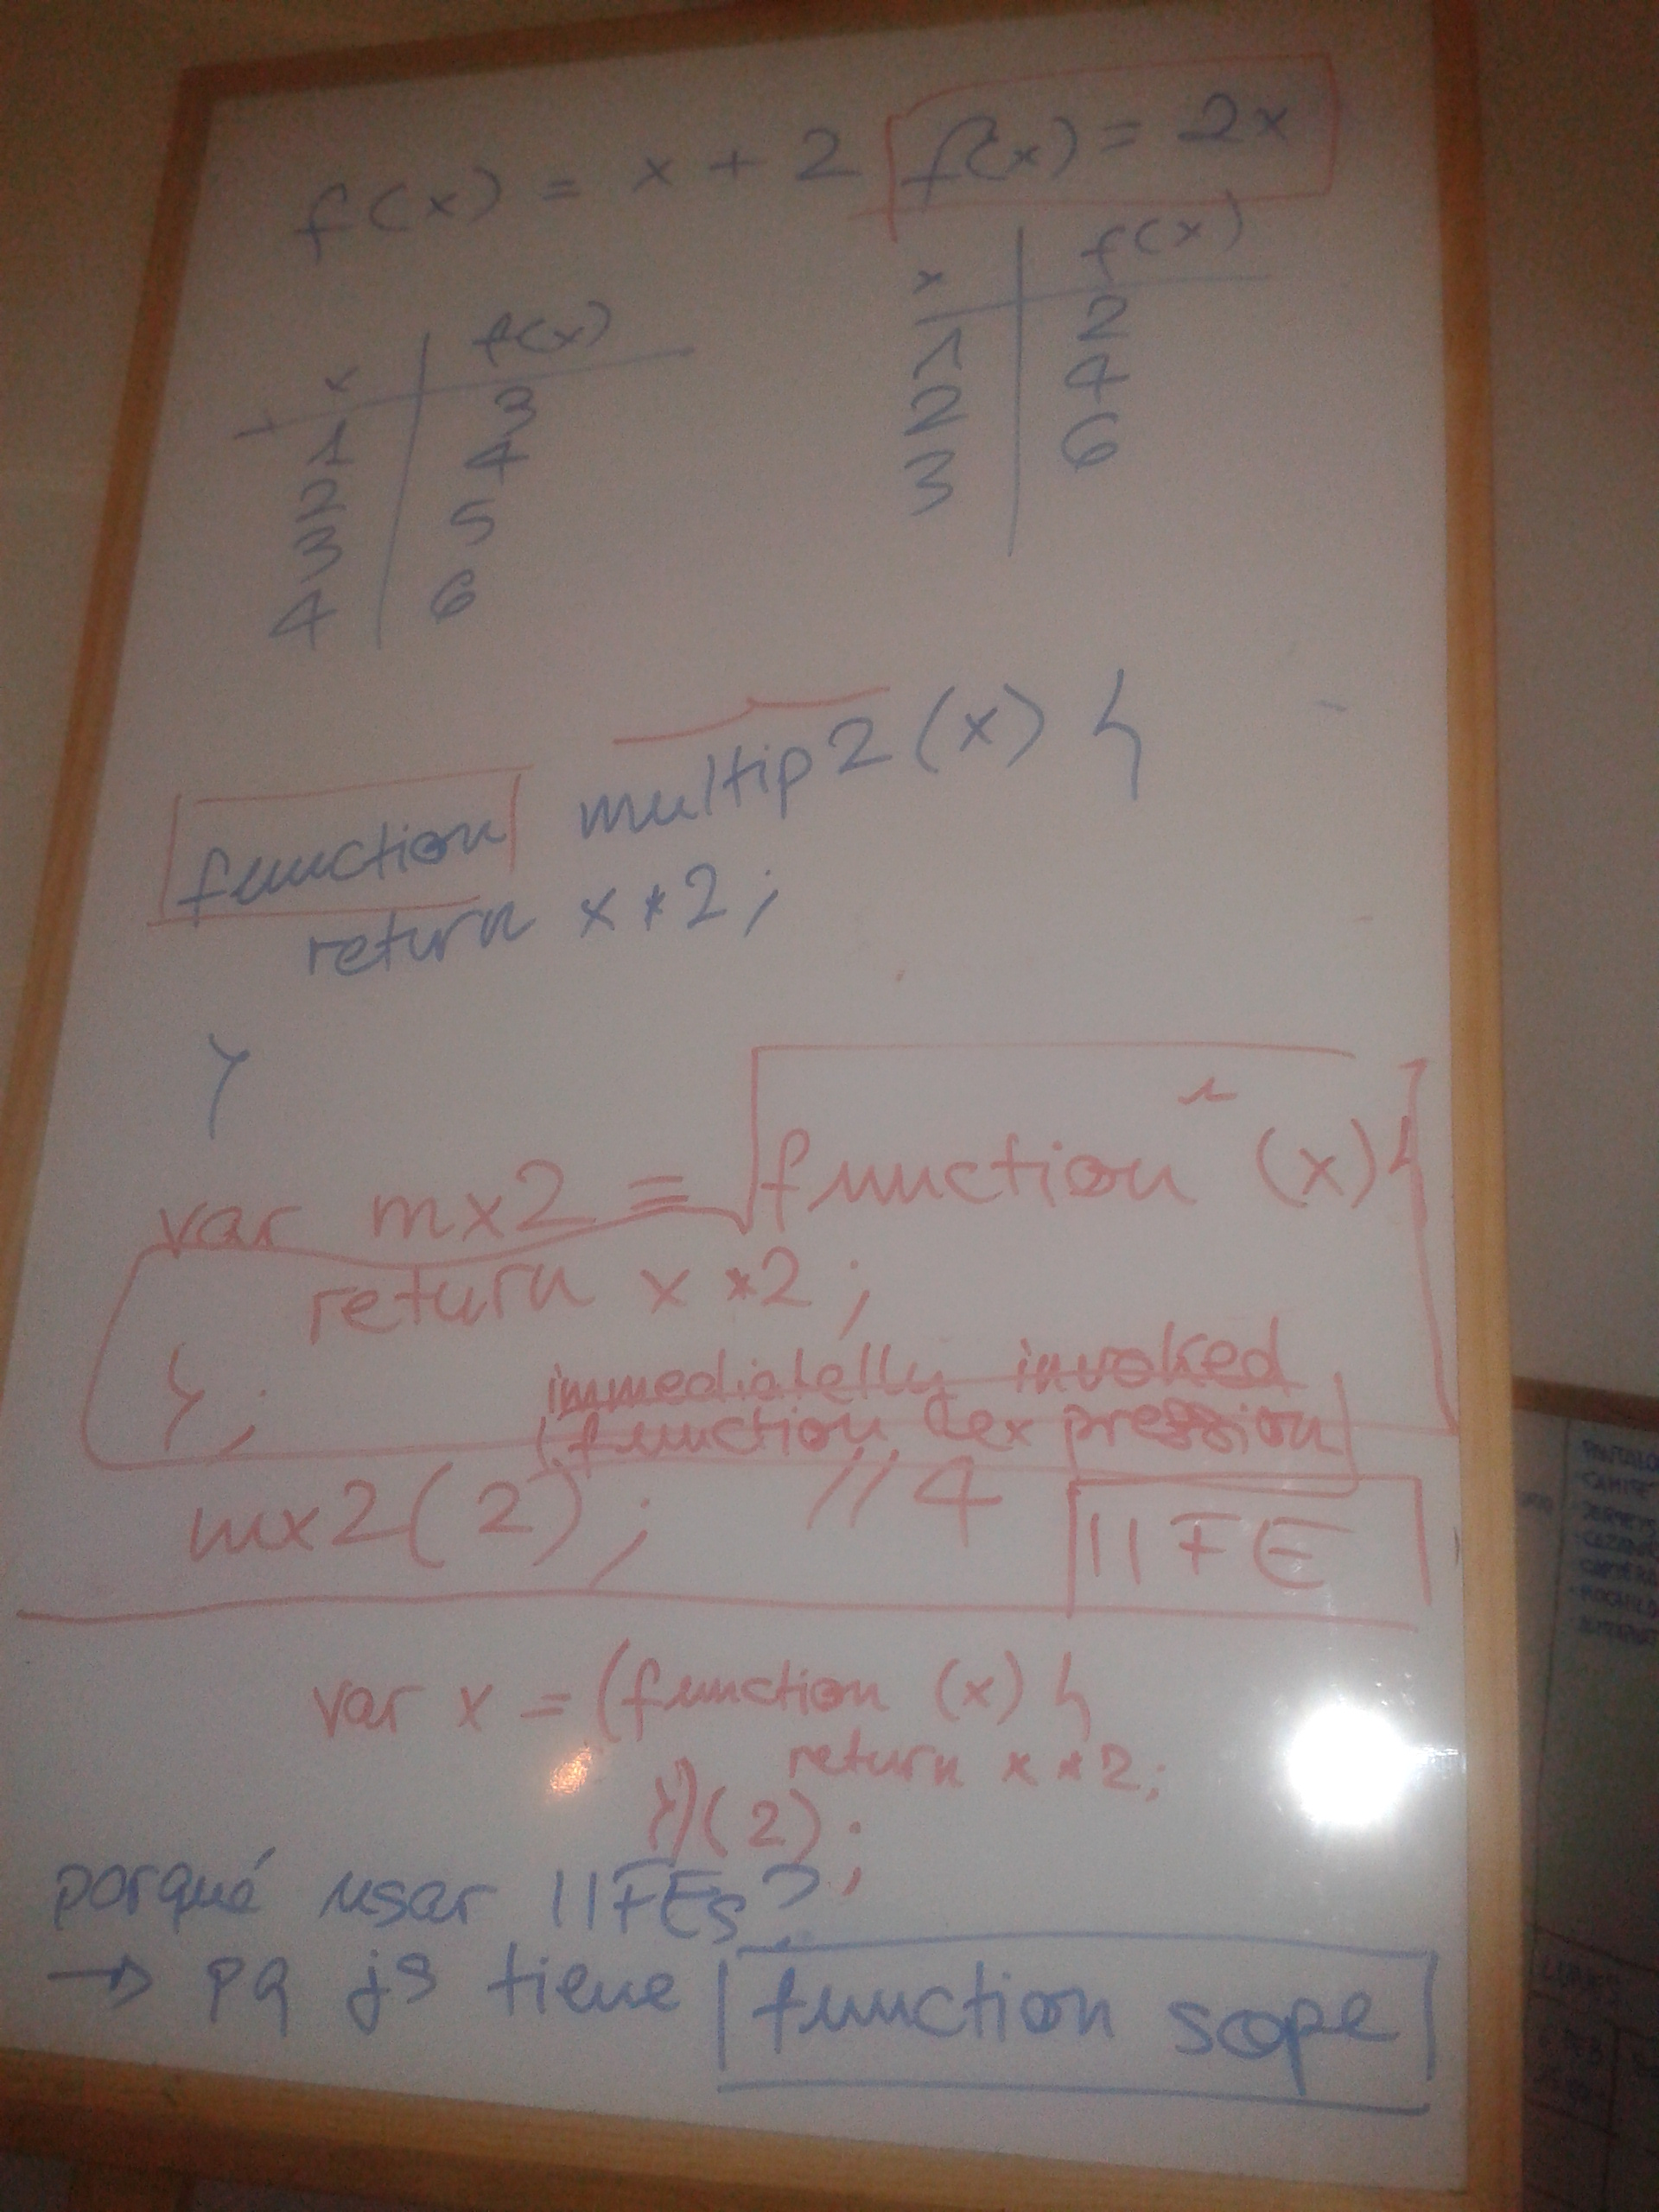 f(x) = x + 2
x f(x)
1 3
2 4
3 5
4 6
f(x) = 2x
x f(x)
1 2
2 4
3 6
function multip2 (x) {
return x * 2;
}
var mx2 = function (x) {
return x * 2;
};
immediatelly invoked
function expression
mx2(2); // 4
IIFE
var x = (function (x) {
return x * 2;
})(2);
porqué usar IIFEs?
→ pq js tiene function scope